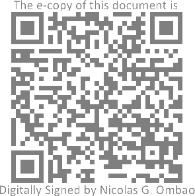 The e-copy of this document is
Digitally Signed by Nicolas G. Ombao